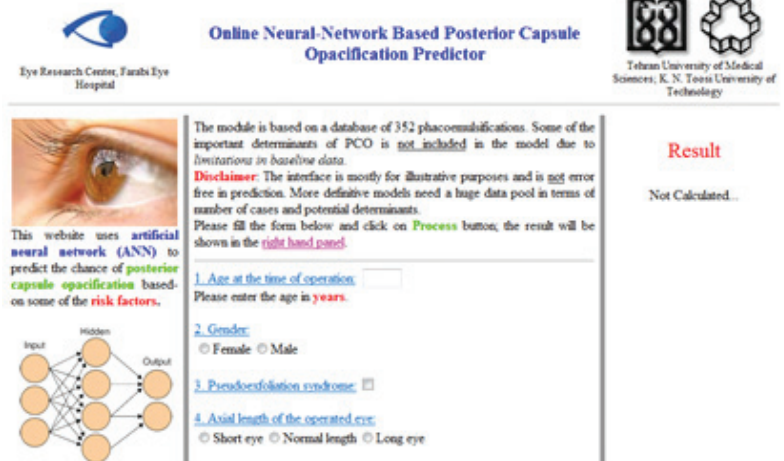 Online Neural-Network Based Posterior Capsule
Opacification Predictor
Eye Research Center, Farabi Eye
Hospital
Tehran University of Medical
Sciences; K. N. Toosi University of
Technology
This website uses artificial
neural network (ANN) to
predict the chance of posterior
capsule opacification based-
on some of the risk factors.
Input
Hidden
Output
The module is based on a database of 352 phacoemulsifications. Some of the
important determinants of PCO is not included in the model due to
limitations in baseline data.
Disclaimer: The interface is mostly for illustrative purposes and is not error
free in prediction. More definitive models need a huge data pool in terms of
number of cases and potential determinants.
Please fill the form below and click on Process button; the result will be
shown in the right hand panel.
1. Age at the time of operation:
Please enter the age in years.
2. Gender:
Female Male
3. Pseudoexfoliation syndrome:
4. Axial length of the operated eye:
Short eye Normal length Long eye
Result
Not Calculated...